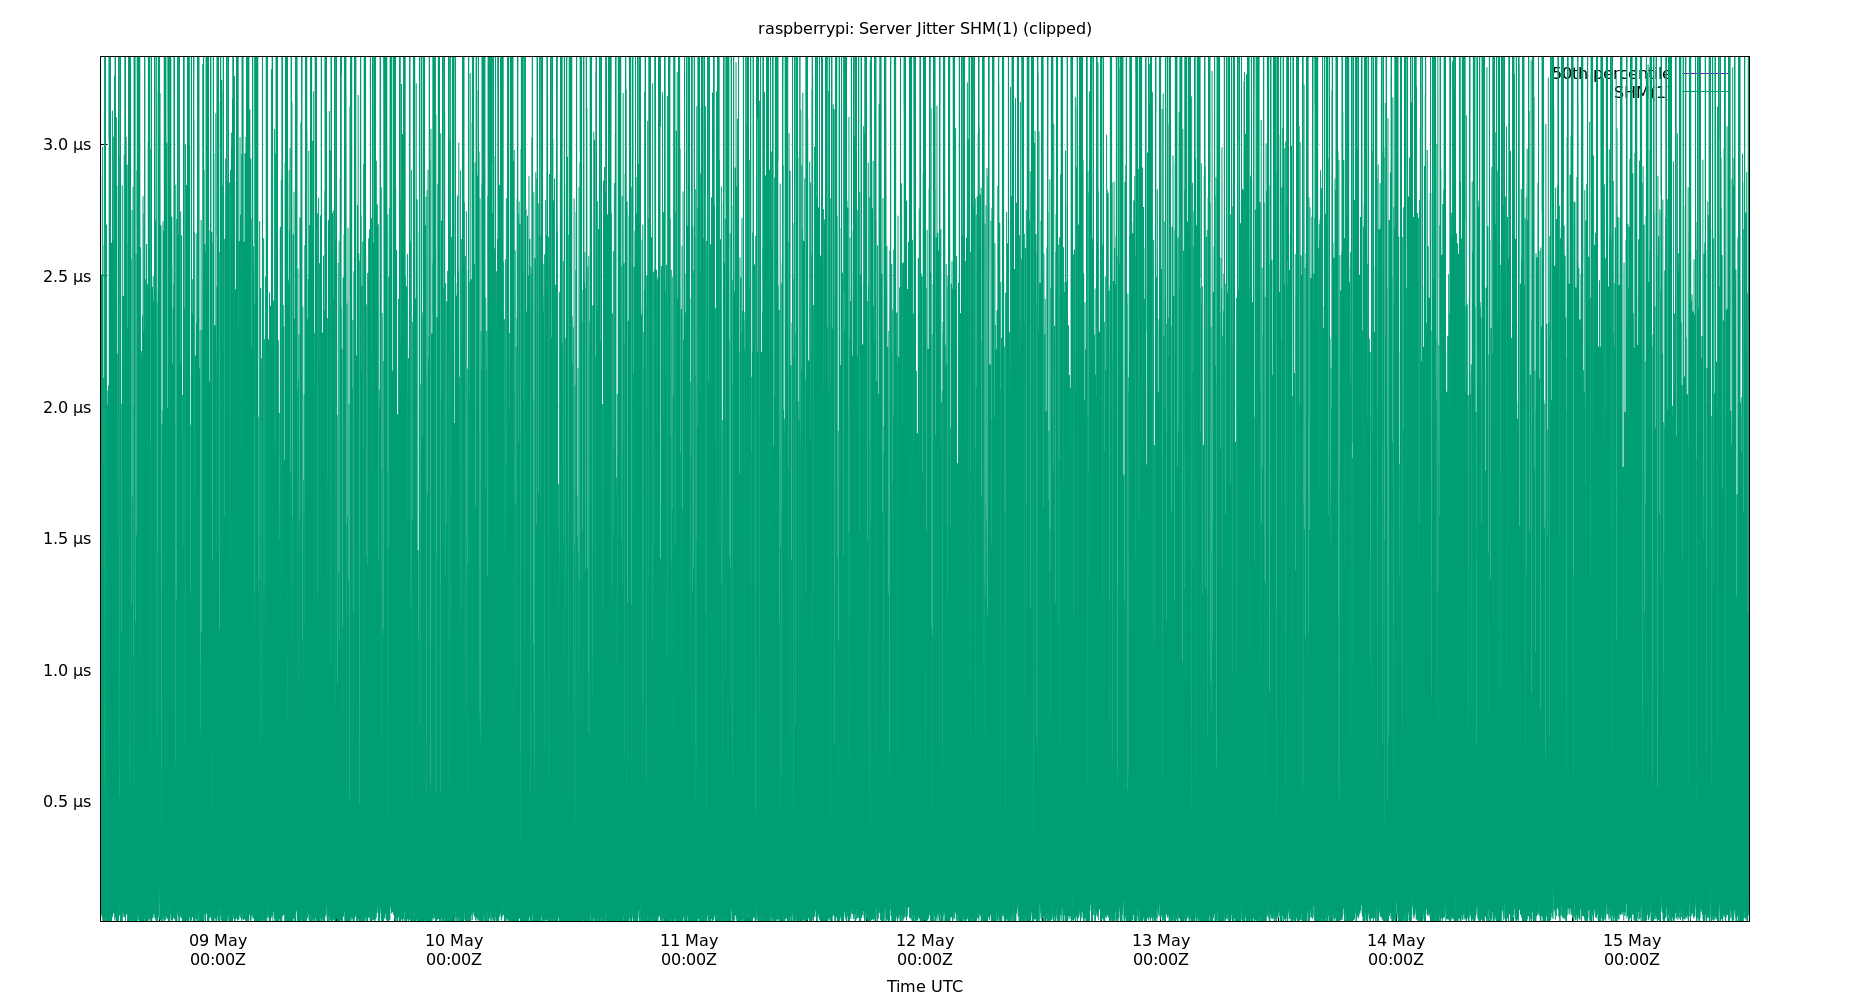 raspberrypi: Server Jitter SHM(1) (clipped)
50th percentile
SHM(1)
3.0 µs
2.5 µs
2.0 µs
1.5 µs
1.0 µs
0.5 µs
09 May 10 May 11 May 12 May 13 May 14 May 15 May
00:00Z 00:00Z 00:00Z 00:00Z 00:00Z 00:00Z 00:00Z
Time UTC